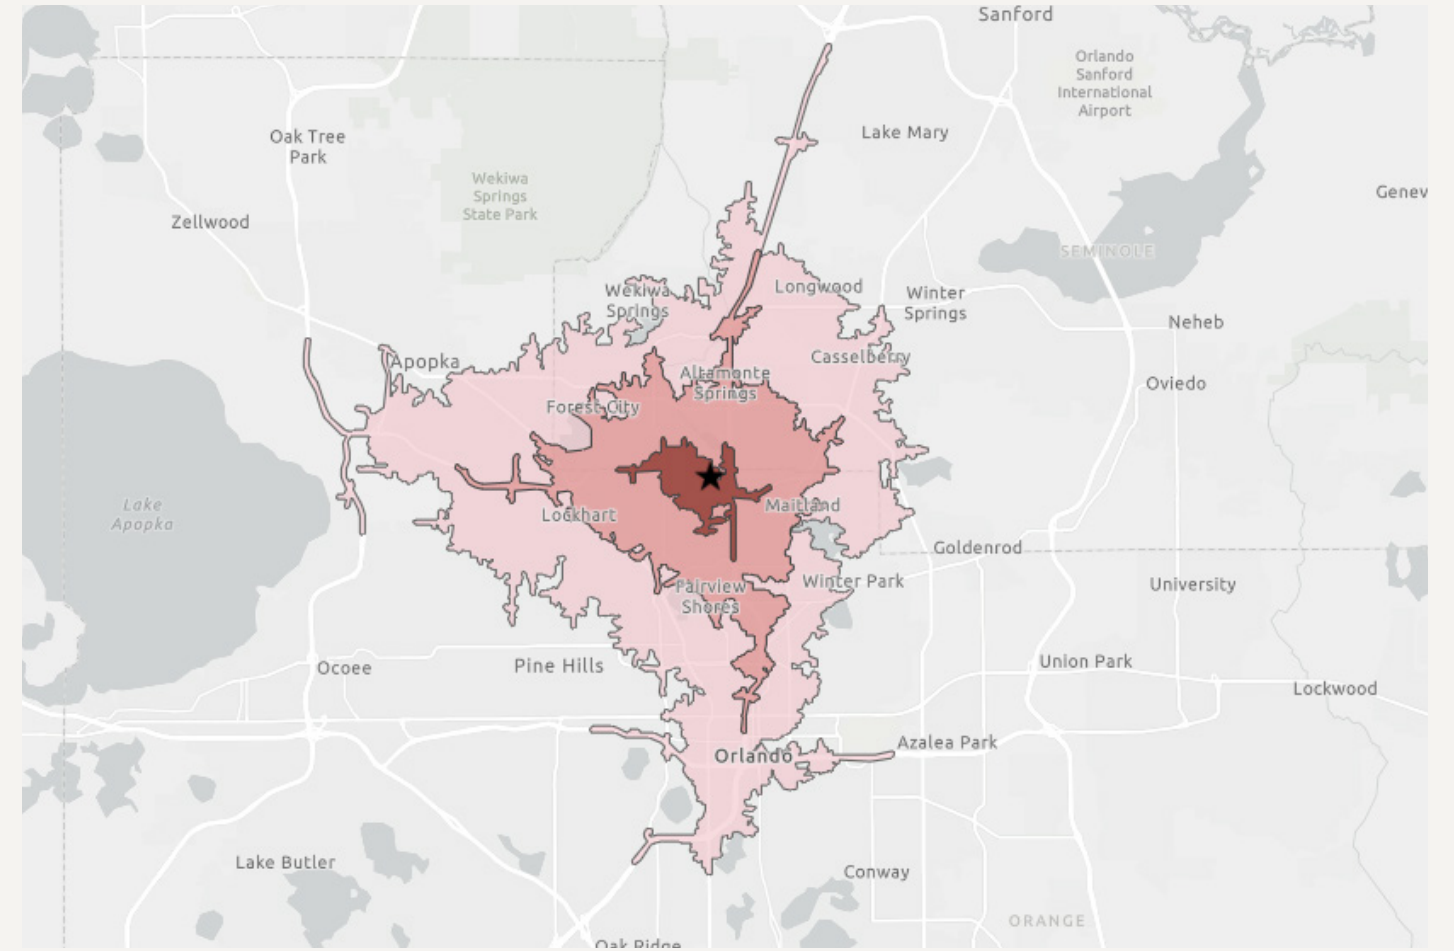 Sanford
Orlando
Sanford
International
Airport
Lake Mary
Oak Tree
Park
Wekiwa
Springs
State Park
Genev
Zellwood
SEMINOLE
Wekiwa
Springs
Longwood
Winter
Springs
Neheb
Apopka
Casselberry
Altamonte
Springs
Oviedo
Forest City
Lake
Apopka
Lockhart
Maitland
Goldenrod
Fairview
Shores
Winter Park
University
Ocoee
Pine Hills
Union Park
Lockwood
Orlando
Azalea Park
Lake Butler
Conway
ORANGE
Oak Ridge